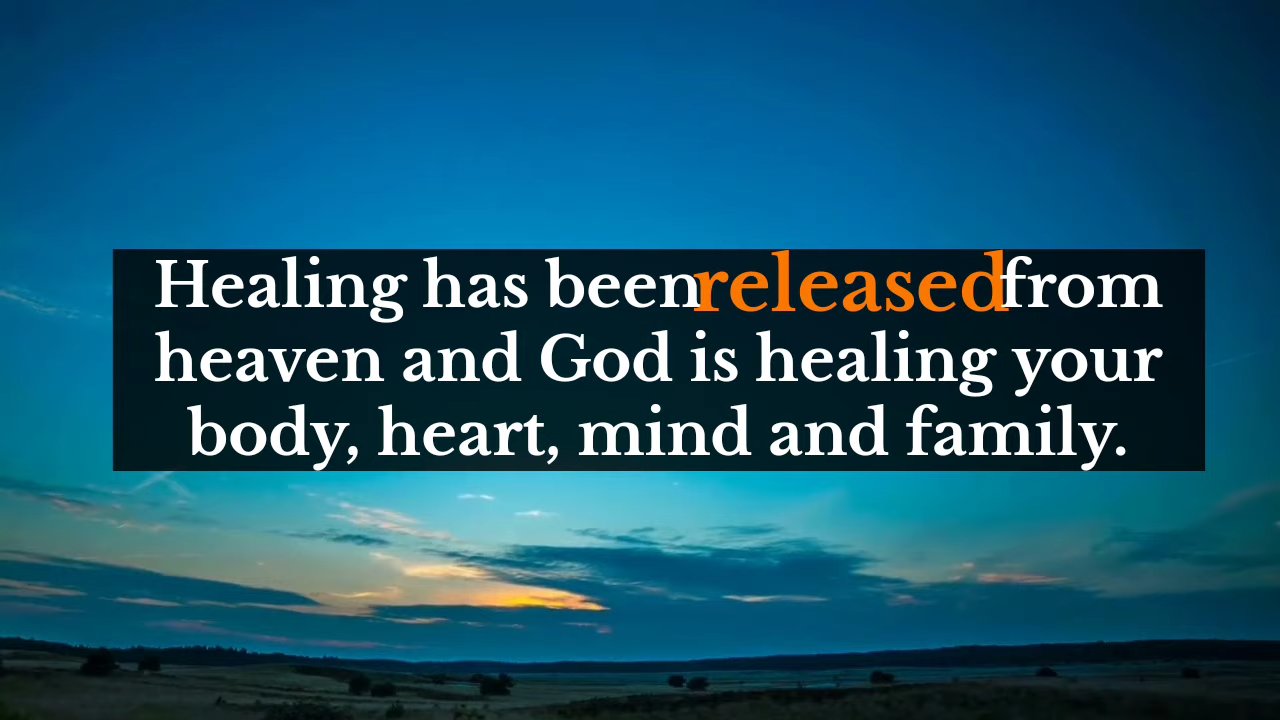 Healing has been released from
heaven and God is healing your
body, heart, mind and family.